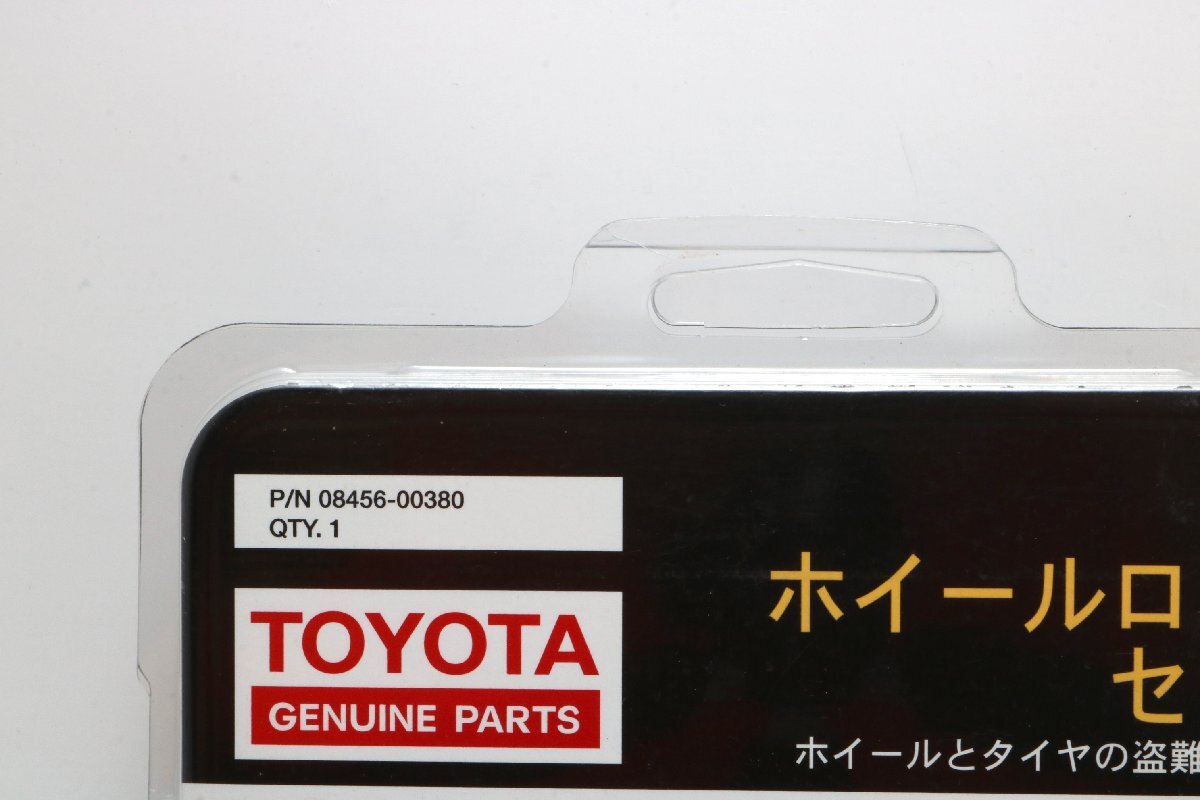 P/N 08456-00380
QTY. 1
TOYOTA
GENUINE PARTS
ホイールロ
セ
ホイールとタイヤの盗難